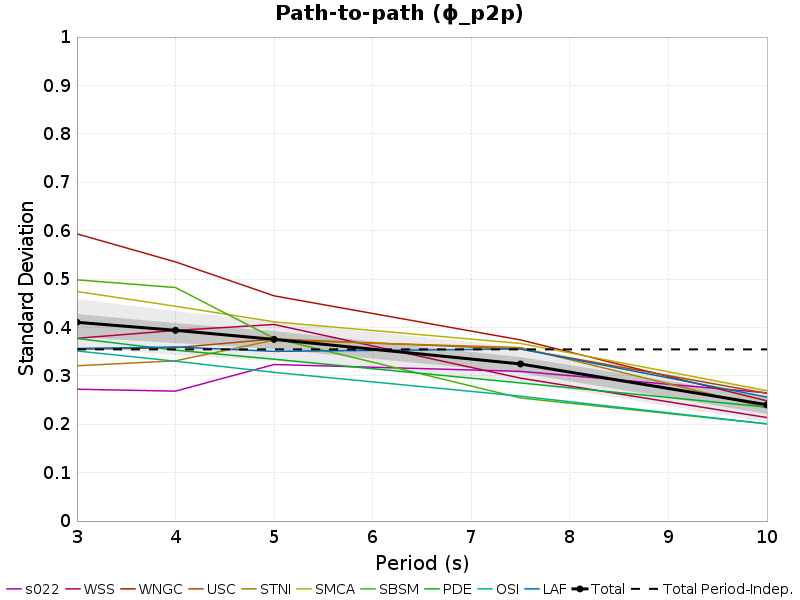 Path-to-path (ϕ_p2p)
1
0.9
0.8
0.7
0.6
0.5
0.4
0.3
0.2
0.1
0
Standard Deviation
3 4 5 6 7 8 9 10
Period (s)
s022 WSS WNGC USC STNI SMCA SBSM PDE OSI LAF Total Total Period-Indep.